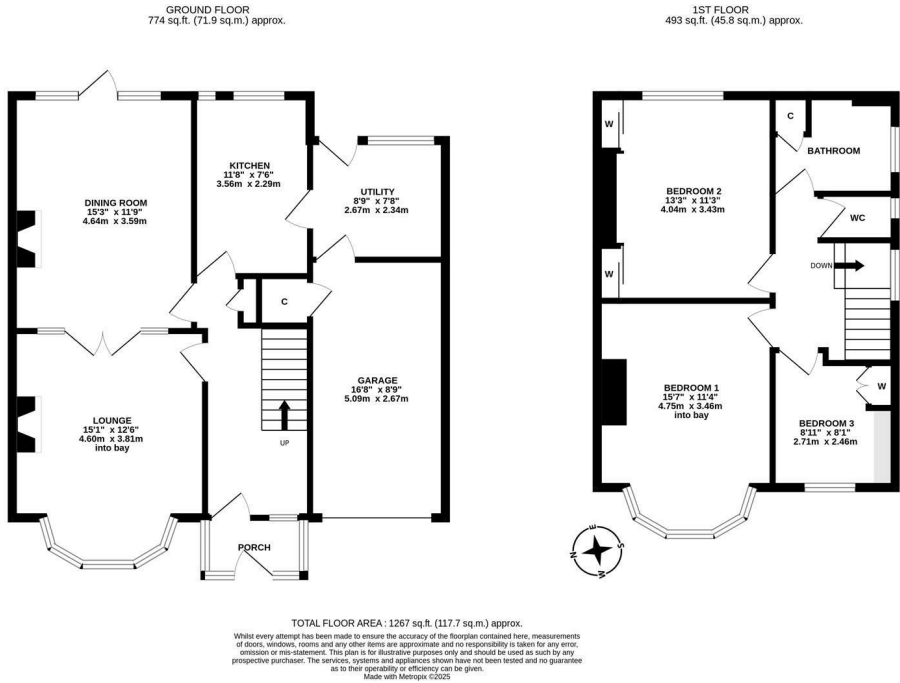 GROUND FLOOR
774 sq.ft. (71.9 sq.m.) approx.
1ST FLOOR
493 sq.ft. (45.8 sq.m.) approx.
DINING ROOM
15'3" x 11'9"
4.64m x 3.59m
KITCHEN
11'8" x 7'6"
3.56m x 2.29m
UTILITY
8'9" x 7'8"
2.67m x 2.34m
C
GARAGE
16'8" x 8'9"
5.09m x 2.67m
LOUNGE
15'1" x 12'6"
4.60m x 3.81m
into bay
UP
PORCH
W
BEDROOM 2
13'3" x 11'3"
4.04m x 3.43m
W
C
BATHROOM
WC
DOWN
BEDROOM 1
15'7" x 11'4"
4.75m x 3.46m
into bay
W
BEDROOM 3
8'11" x 8'1"
2.71m x 2.46m
N
E
S
W
TOTAL FLOOR AREA : 1267 sq.ft. (117.7 sq.m.) approx.
Whilst every attempt has been made to ensure the accuracy of the floorplan contained here, measurements
of doors, windows, rooms and any other items are approximate and no responsibility is taken for any error,
omission or mis-statement. This plan is for illustrative purposes only and should be used as such by any
prospective purchaser. The services, systems and appliances shown have not been tested and no guarantee
as to their operability or efficiency can be given.
Made with Metropix ©2025